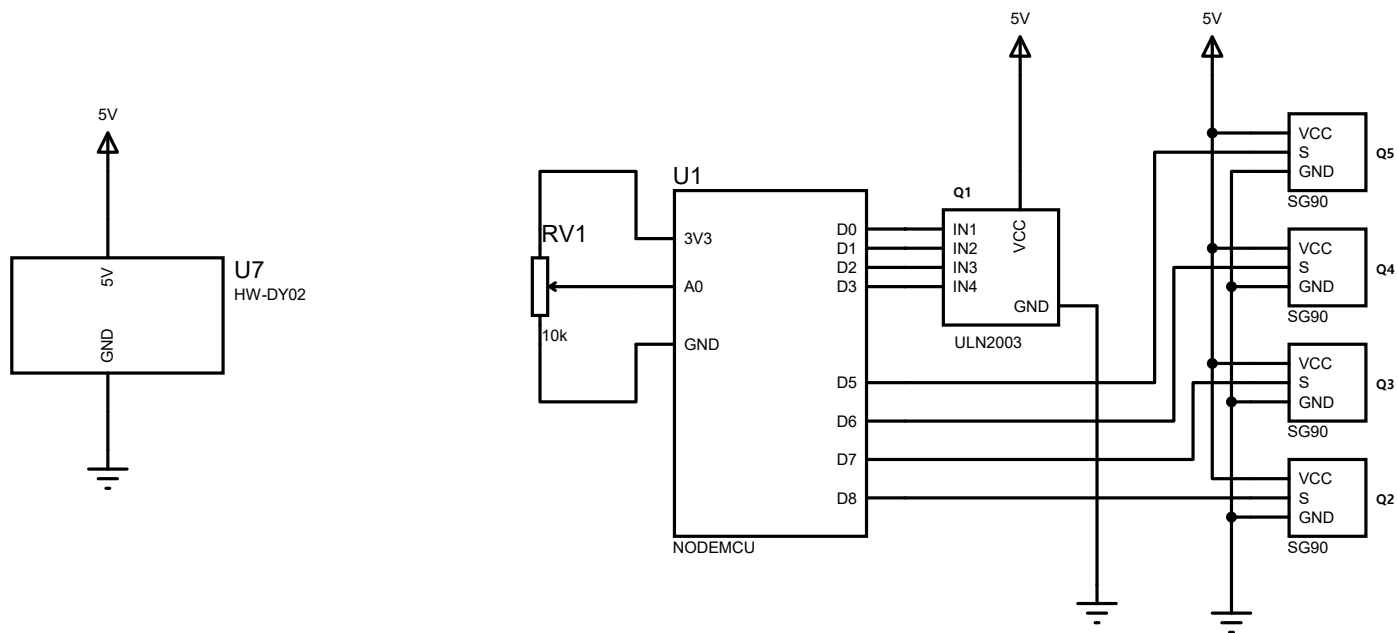 5V
5V
GND
U7
HW-DY02
RV1
10k
U1
3V3
A0
GND
D0
D1
D2
D3
D5
D6
D7
D8
NODEMCU
5V
Q1
IN1
IN2
IN3
IN4
VCC
GND
ULN2003
5V
VCC
S
GND
Q5
SG90
VCC
S
GND
Q4
SG90
VCC
S
GND
Q3
SG90
VCC
S
GND
Q2
SG90